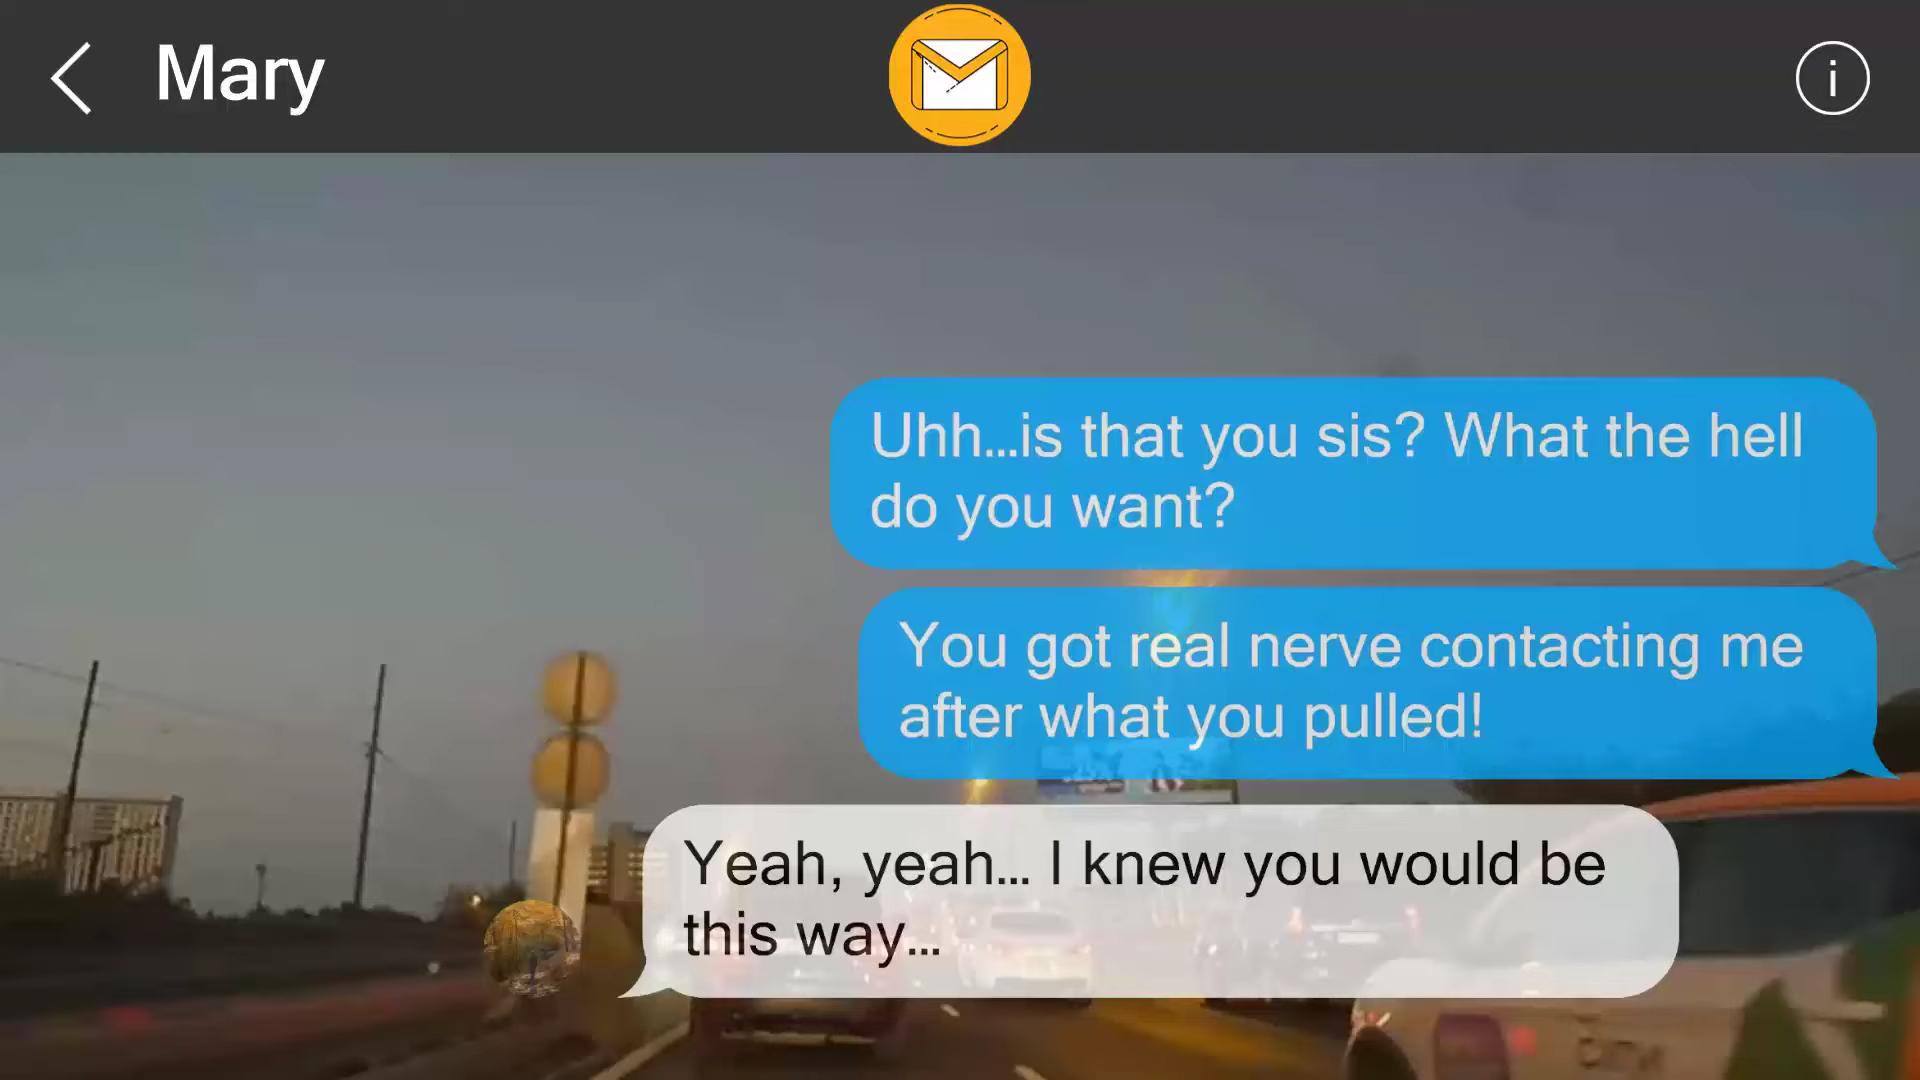 Mary
i
Uhh…is that you sis? What the hell
do you want?
You got real nerve contacting me
after what you pulled!
Yeah, yeah… I knew you would be
this way…